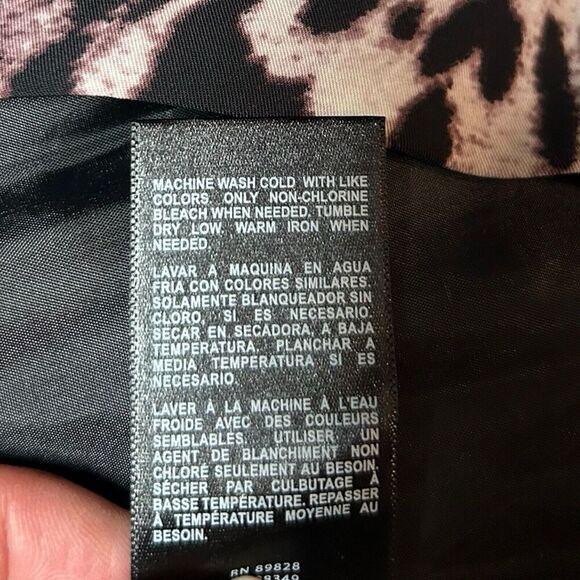 MACHINE WASH COLD WITH LIKE
COLORS. ONLY NON-CHLORINE
BLEACH WHEN NEEDED. TUMBLE
DRY LOW. WARM IRON WHEN
NEEDED.
LAVAR A MAQUINA EN AGUA
FRIA CON COLORES SIMILARES.
SOLAMENTE BLANQUEADOR SIN
CLORO, SI ES NECESARIO.
SECAR EN SECADORA, A BAJA
TEMPERATURA, PLANCHAR A
MEDIA TEMPERATURA SI ES
NECESARIO.
LAVER À LA MACHINE À L'EAU
FROIDE AVEC DES COULEURS
SEMBLABLES. UTILISER UN
AGENT DE BLANCHIMENT NON
CHLORÉ SEULEMENT AU BESOIN.
SÉCHER PAR CULBUTAGE À
BASSE TEMPÉRATURE. REPASSER
À TEMPÉRATURE MOYENNE AU
BESOIN.
RN 89828